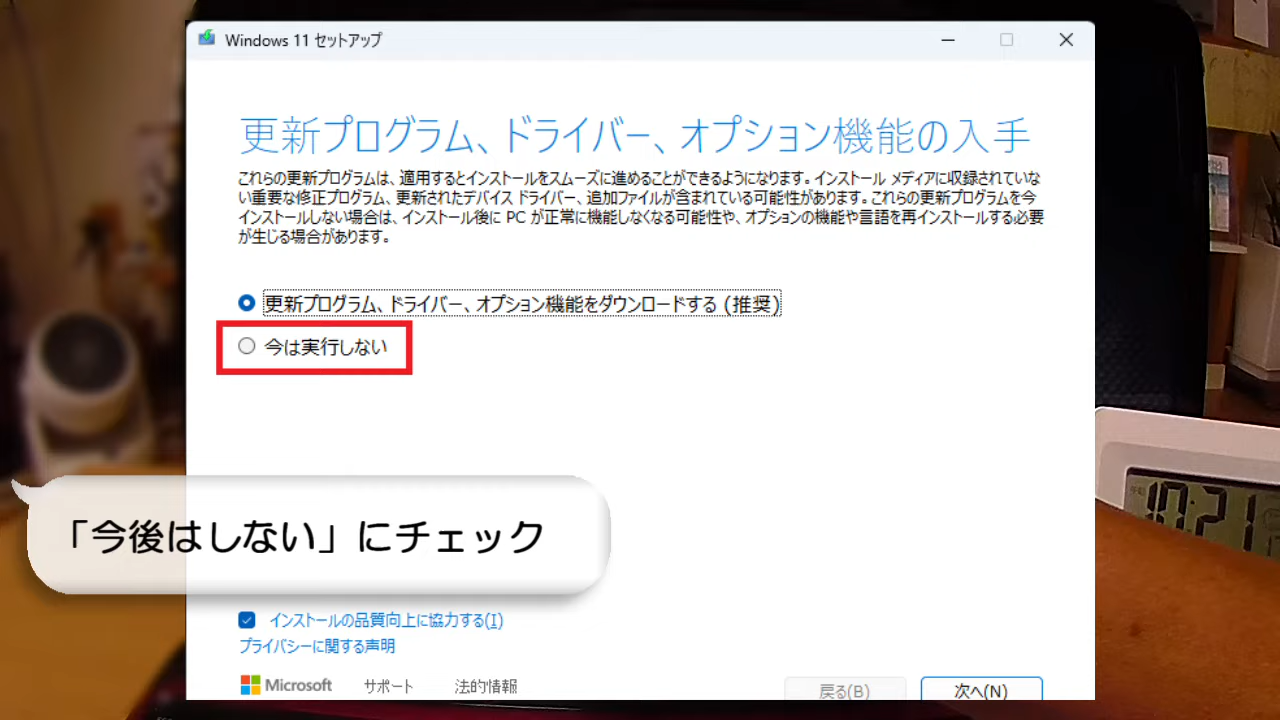 Windows 11 セットアップ
更新プログラム、ドライバー、オプション機能の入手
これらの更新プログラムは、適用するとインストールをスムーズに進めることができるようになります。インストール メディアに収録されていな
い重要な修正プログラム、更新されたデバイス ドライバー、追加ファイルが含まれている可能性があります。これらの更新プログラムを今
インストールしない場合は、インストール後に PC が正常に機能しなくなる可能性や、オプションの機能や言語を再インストールする必要
が生じる場合があります。
更新プログラム、ドライバー、オプション機能をダウンロードする (推奨)
今は実行しない
10:21
「今後はしない」にチェック
インストールの品質向上に協力する(I)
プライバシーに関する声明
Microsoft サポート 法的情報
戻る(B) 次へ(N)